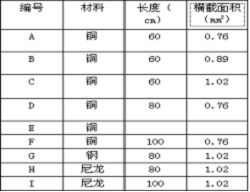 编号 材料 长度（cm） 横截面积（mm²）
A 铜 60 0.76
B 铜 60 0.89
C 铜 60 1.02
D 铜 80 0.76
E 铜
F 铜 100 0.76
G 钢 80 1.02
H 尼龙 80 1.02
I 尼龙 100 1.02